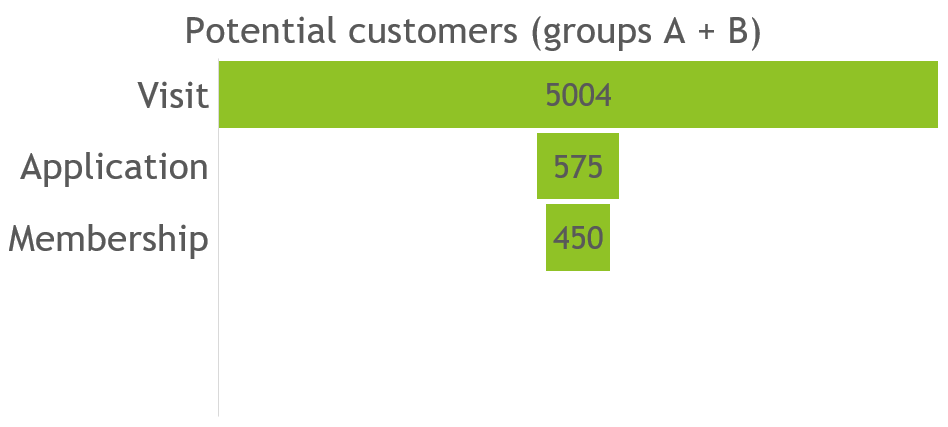 Potential customers (groups A + B)
Visit 5004
Application 575
Membership 450